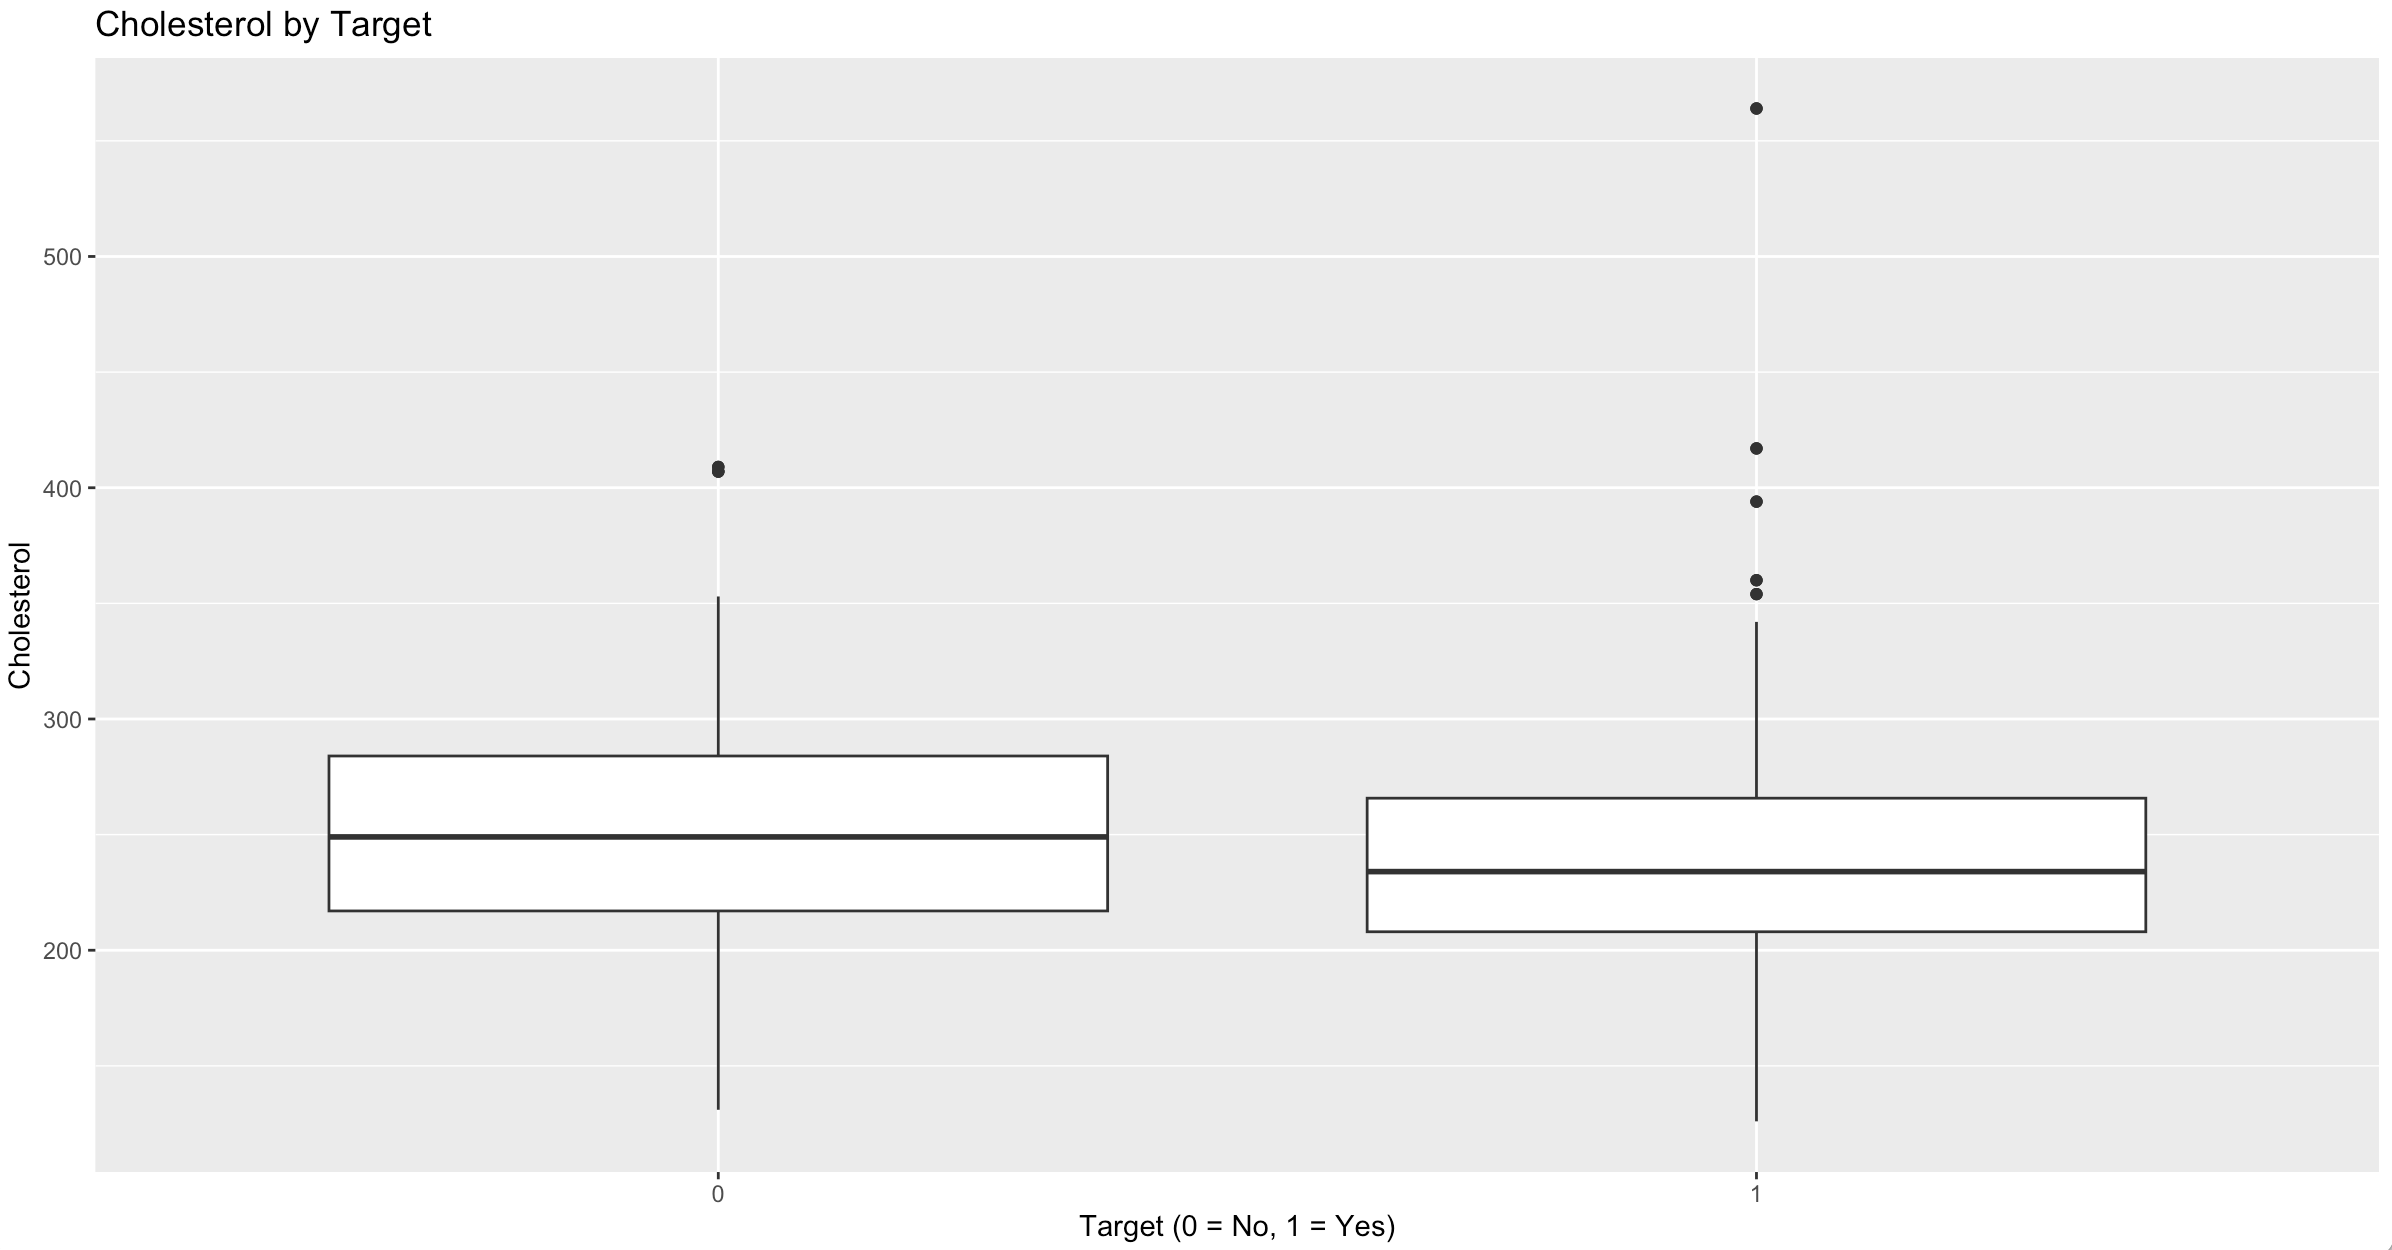 Cholesterol by Target
Cholesterol
500
400
300
200
0
1
Target (0 = No, 1 = Yes)